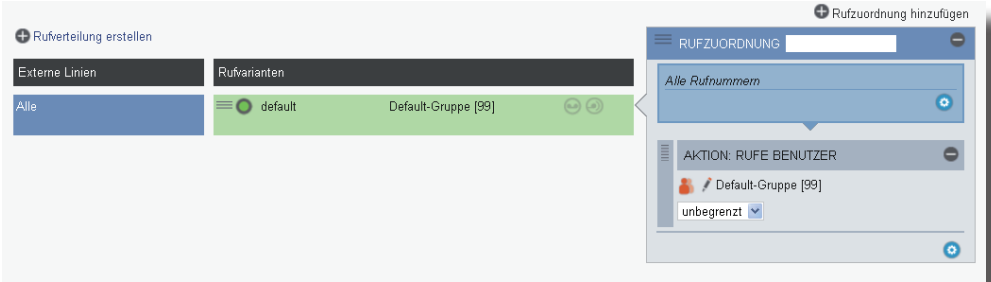 Rufzuordnung hinzufügen
Rufverteilung erstellen
RUFZUORDNUNG
Externe Linien
Rufvarianten
Alle Rufnummern
Alle
default
Default-Gruppe [99]
AKTION: RUFE BENUTZER
Default-Gruppe [99]
unbegrenzt